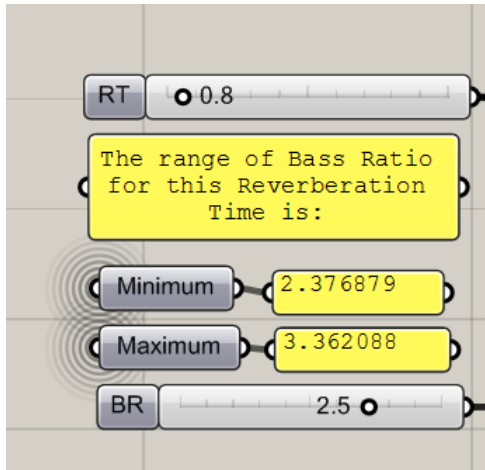 RT 0.8
The range of Bass Ratio
for this Reverberation
Time is:
Minimum 2.376879
Maximum 3.362088
BR 2.5